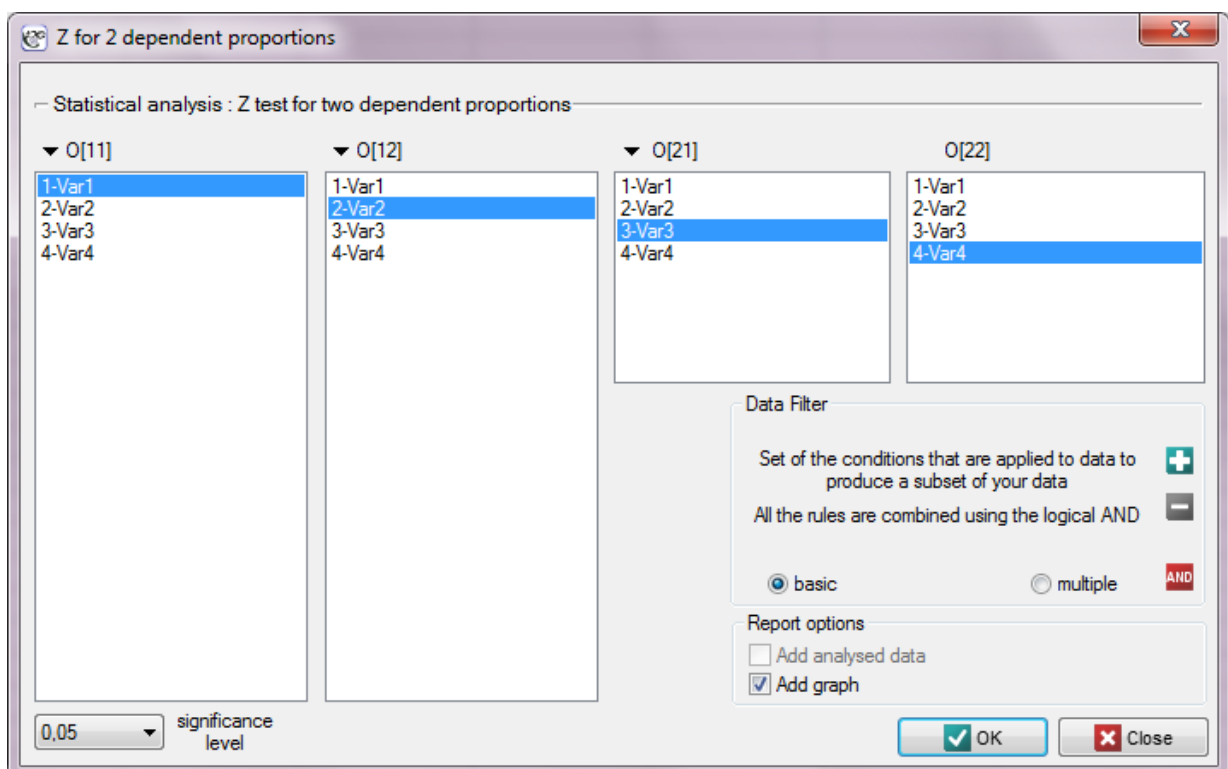 Z for 2 dependent proportions
Statistical analysis : Z test for two dependent proportions
O[11]
1-Var1
2-Var2
3-Var3
4-Var4
O[12]
1-Var1
2-Var2
3-Var3
4-Var4
O[21]
1-Var1
2-Var2
3-Var3
4-Var4
O[22]
1-Var1
2-Var2
3-Var3
4-Var4
Data Filter
Set of the conditions that are applied to data to
produce a subset of your data
All the rules are combined using the logical AND
basic
multiple
AND
Report options
Add analysed data
Add graph
0,05
significance
level
OK
Close